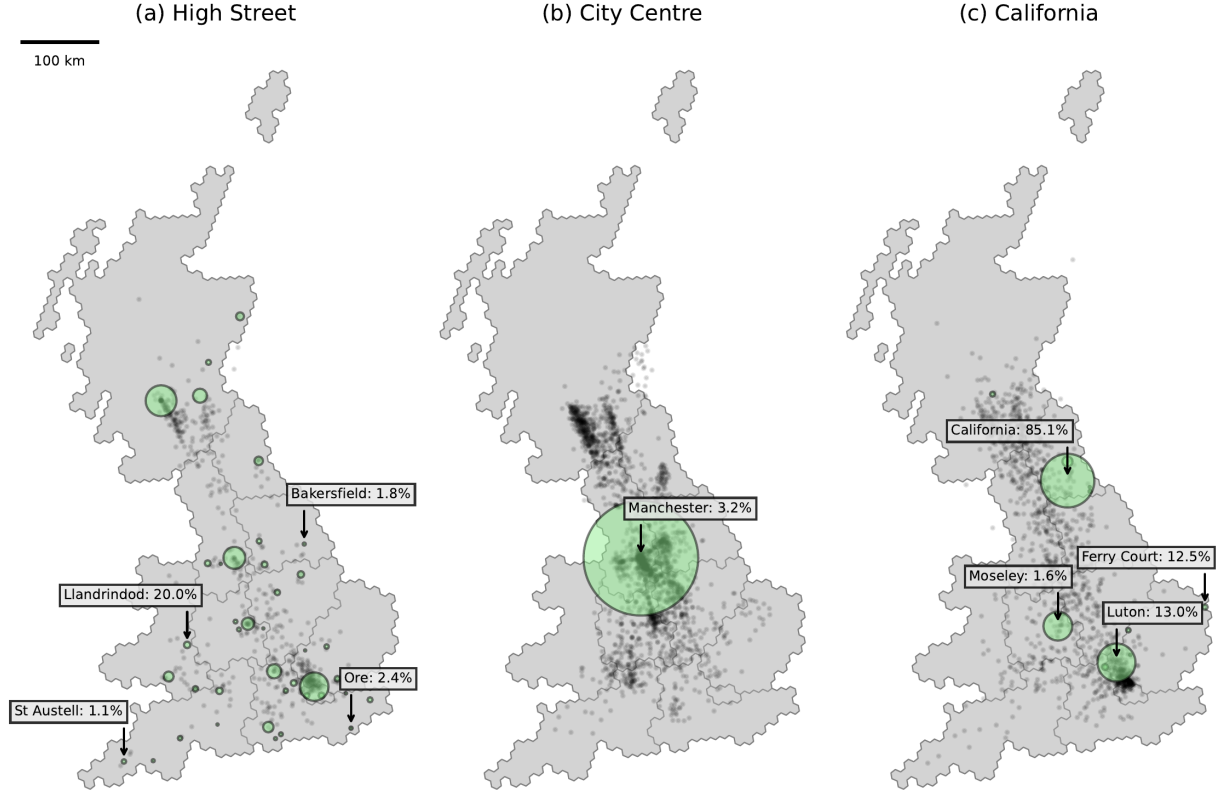 (a) High Street
(b) City Centre
(c) California
100 km
Bakersfield: 1.8%
Llandrindod: 20.0%
Ore: 2.4%
St Austell: 1.1%
Manchester: 3.2%
California: 85.1%
Ferry Court: 12.5%
Moseley: 1.6%
Luton: 13.0%